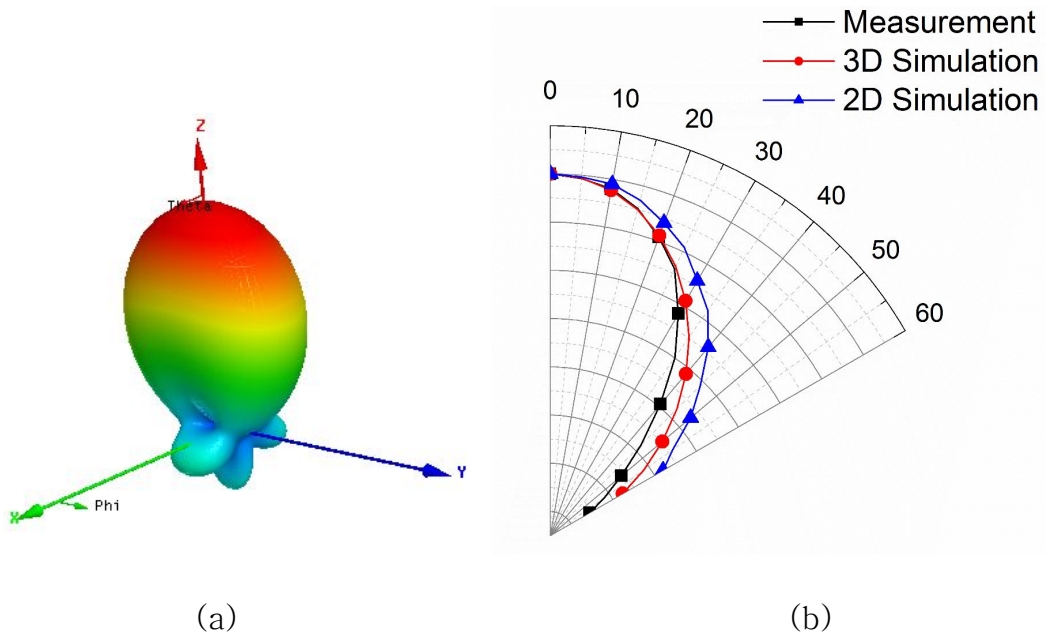 Z
Theta
X
Phi
Y
Measurement
3D Simulation
2D Simulation
0
10
20
30
40
50
60
(a)
(b)